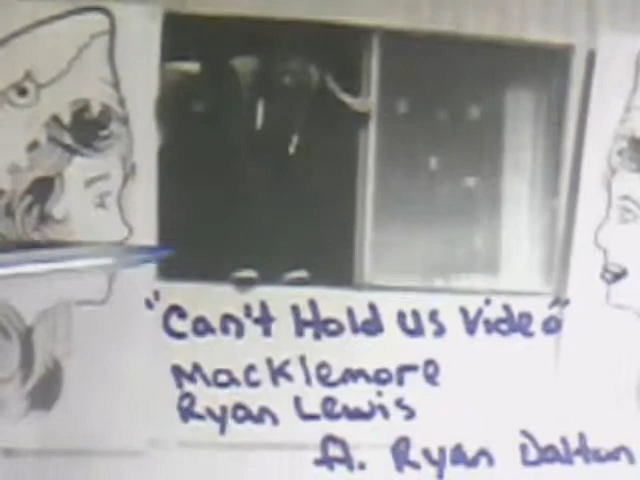 "Can't Hold us Video"
Macklemore
Ryan Lewis
A. Ryan Dalton